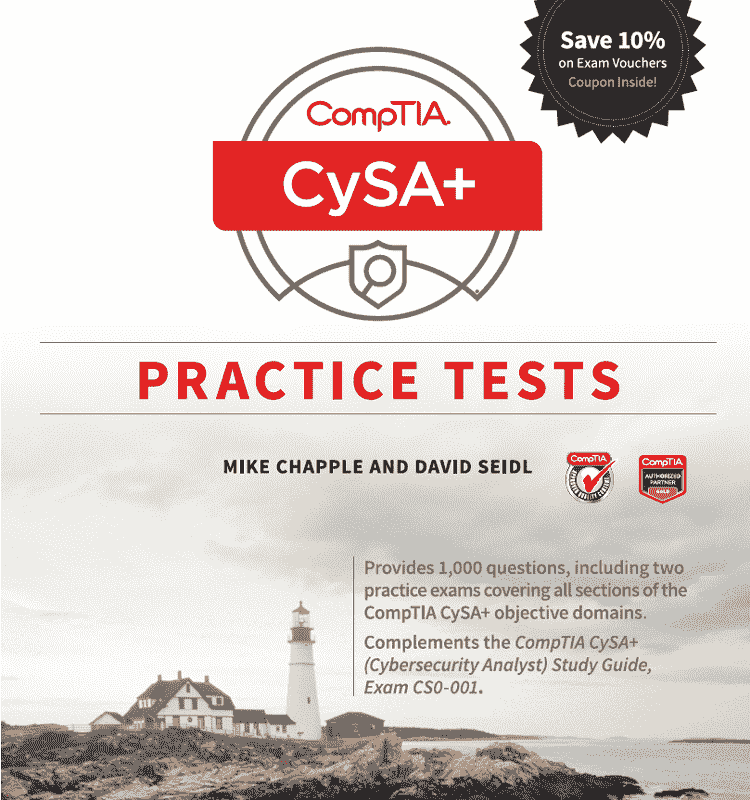 Save 10%
on Exam Vouchers
Coupon Inside!
CompTIA.
CySA+
PRACTICE TESTS
MIKE CHAPPLE AND DAVID SEIDL
CompTIA
CompTIA
AUTHORIZED
PARTNER
GOLD
Provides 1,000 questions, including two
practice exams covering all sections of the
CompTIA CySA+ objective domains.
Complements the CompTIA CySA+
(Cybersecurity Analyst) Study Guide,
Exam CS0-001.